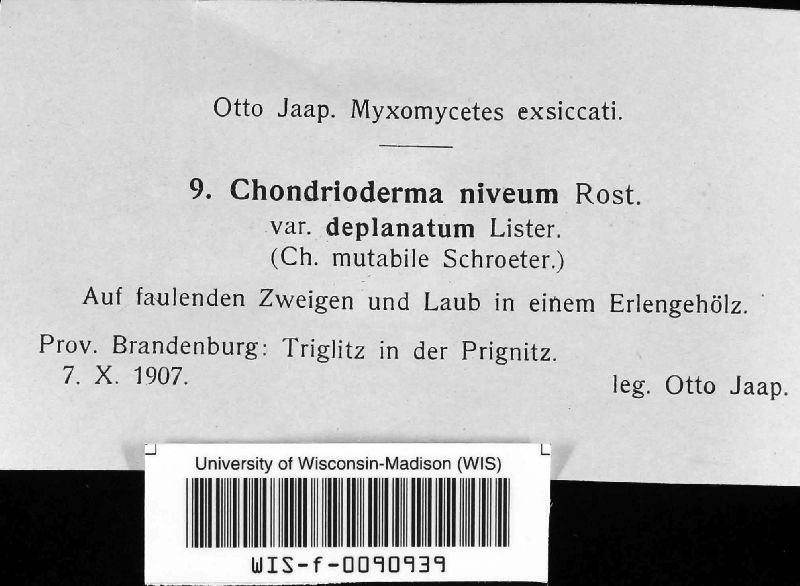 Otto Jaap. Myxomycetes exsiccati.
9. Chondrioderma niveum Rost.
var. deplanatum Lister.
(Ch. mutabile Schroeter.)
Auf faulenden Zweigen und Laub in einem Erlengehölz.
Prov. Brandenburg: Triglitz in der Prignitz.
7. X. 1907.
leg. Otto Jaap.
University of Wisconsin-Madison (WIS)
WIS-f-0090939